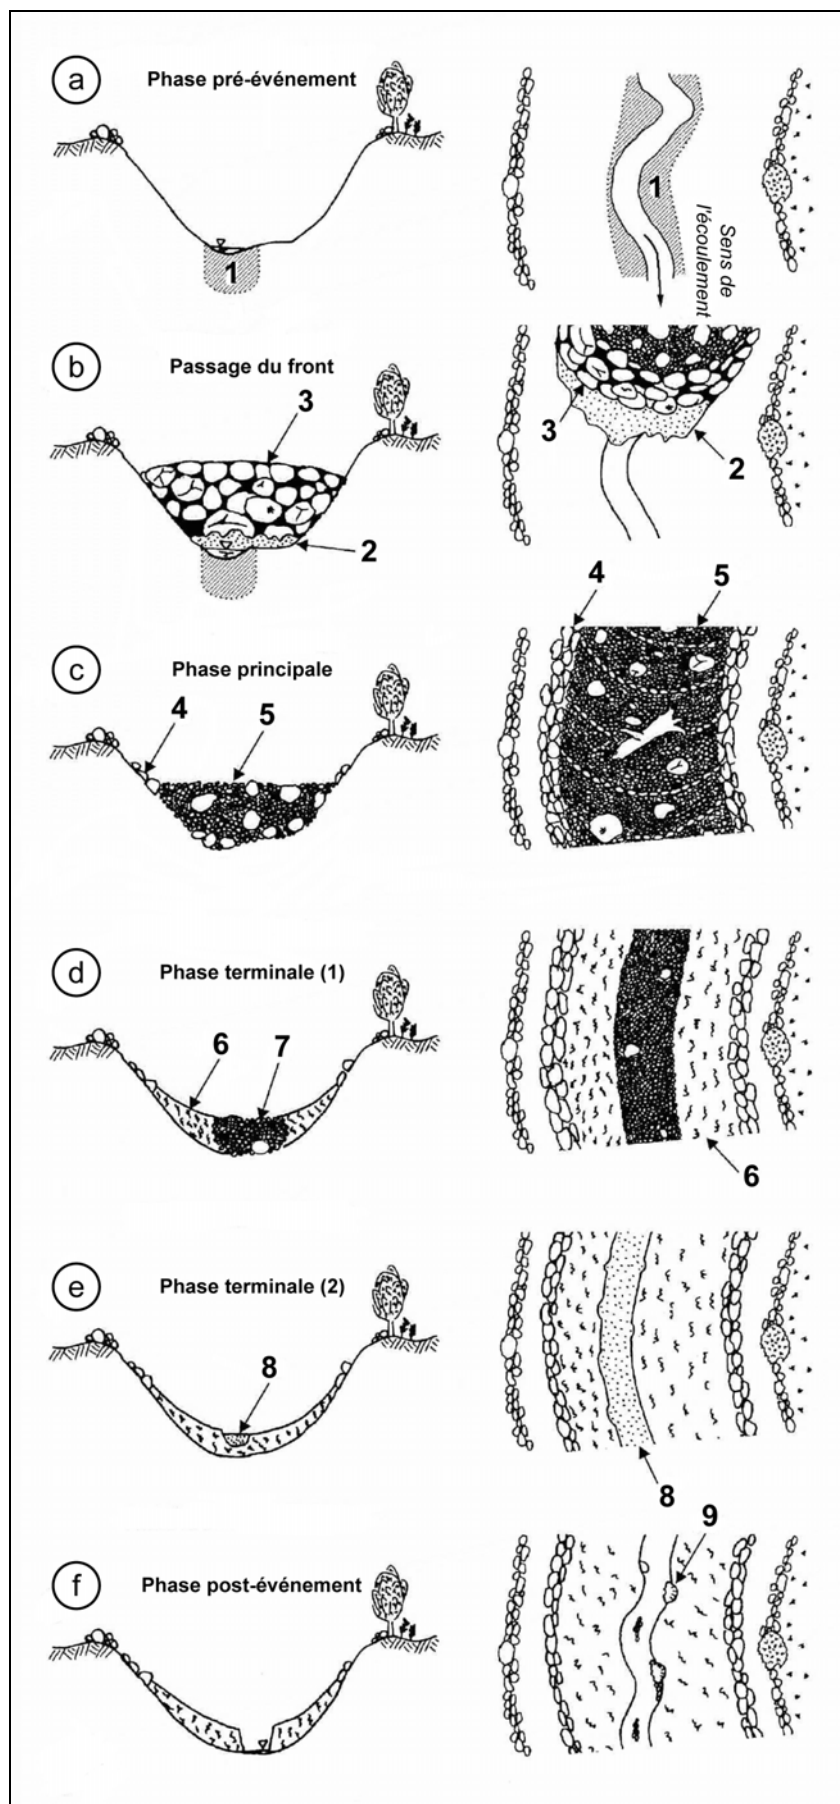 a
Phase pré-événement
1
1
Sens de
l'écoulement
b
Passage du front
3
2
3
2
c
Phase principale
4
5
4
5
d
Phase terminale (1)
6
7
6
e
Phase terminale (2)
8
8
f
Phase post-événement
9